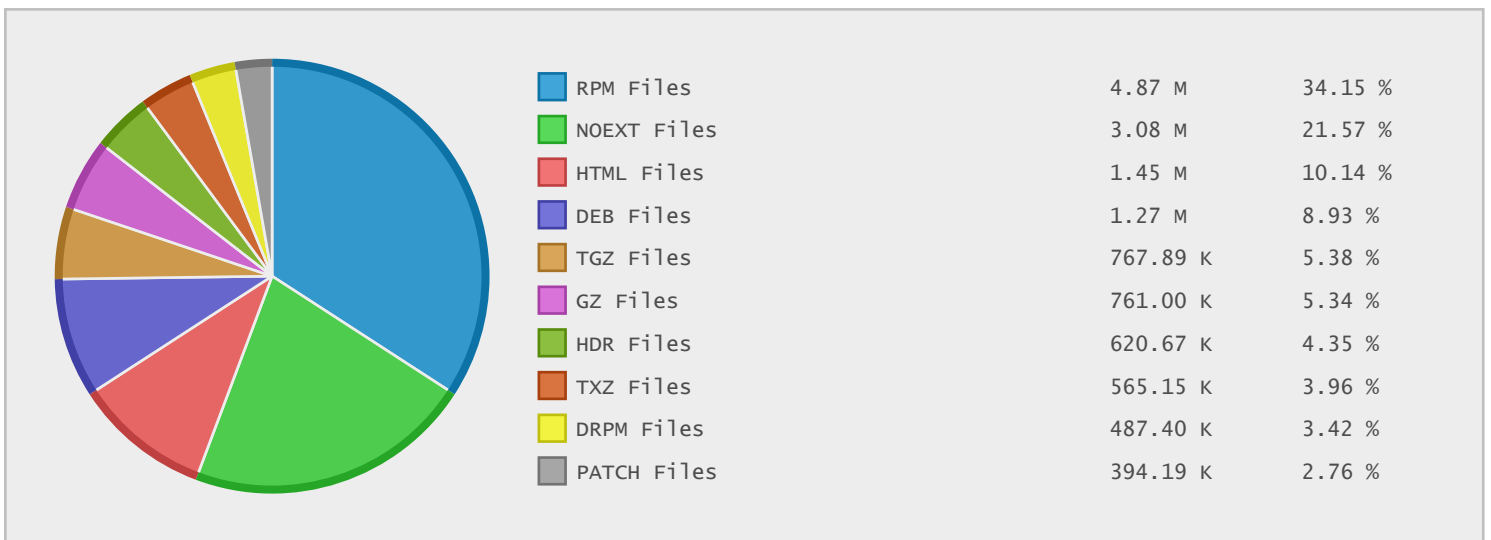 RPM Files 4.87 M 34.15 %
NOEXT Files 3.08 M 21.57 %
HTML Files 1.45 M 10.14 %
DEB Files 1.27 M 8.93 %
TGZ Files 767.89 K 5.38 %
GZ Files 761.00 K 5.34 %
HDR Files 620.67 K 4.35 %
TXZ Files 565.15 K 3.96 %
DRPM Files 487.40 K 3.42 %
PATCH Files 394.19 K 2.76 %